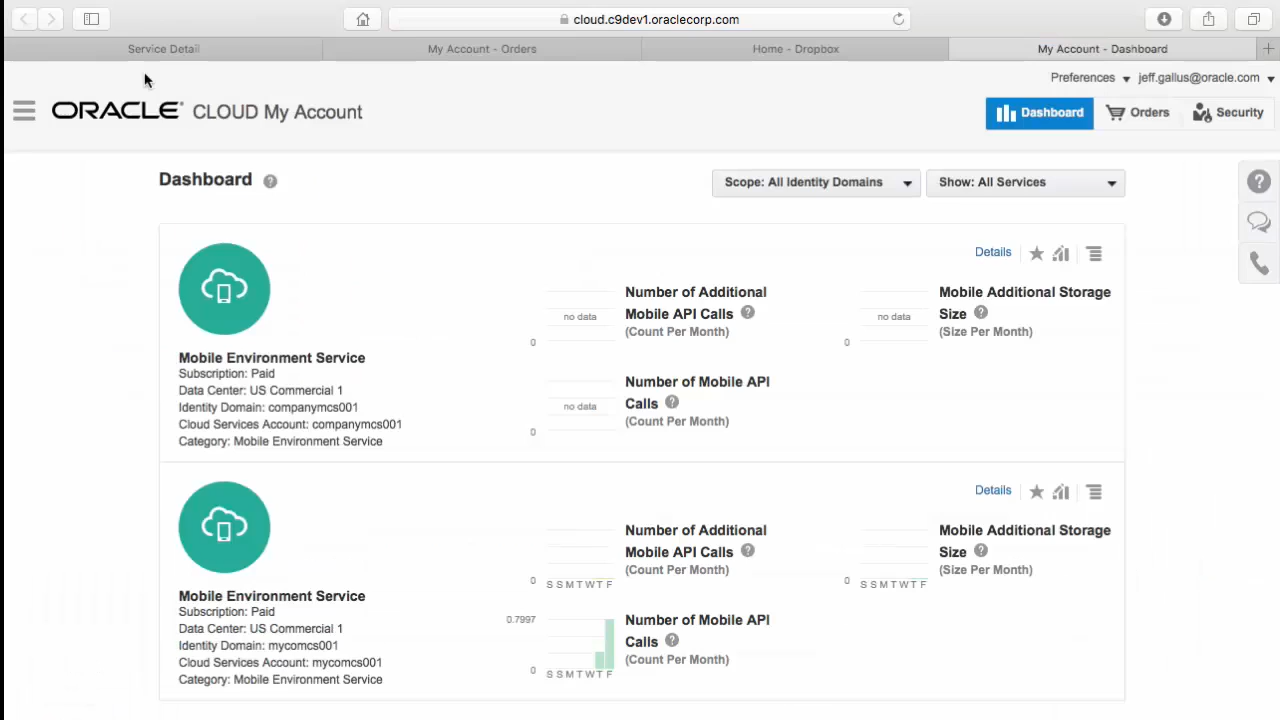 cloud.c9dev1.oraclecorp.com
Service Detail
My Account - Orders
Home - Dropbox
My Account - Dashboard
Preferences
jeff.gallus@oracle.com
ORACLE CLOUD My Account
Dashboard
Orders
Security
Dashboard
Scope: All Identity Domains
Show: All Services
Details
Mobile Environment Service
Subscription: Paid
Data Center: US Commercial 1
Identity Domain: companymcs001
Cloud Services Account: companymcs001
Category: Mobile Environment Service
no data
0
Number of Additional
Mobile API Calls
(Count Per Month)
no data
0
Mobile Additional Storage
Size
(Size Per Month)
no data
0
Number of Mobile API
Calls
(Count Per Month)
Details
Mobile Environment Service
Subscription: Paid
Data Center: US Commercial 1
Identity Domain: mycomcs001
Cloud Services Account: mycomcs001
Category: Mobile Environment Service
0
S S M T W T F
Number of Additional
Mobile API Calls
(Count Per Month)
0
S S M T W T F
Mobile Additional Storage
Size
(Size Per Month)
0.7997
0
S S M T W T F
Number of Mobile API
Calls
(Count Per Month)